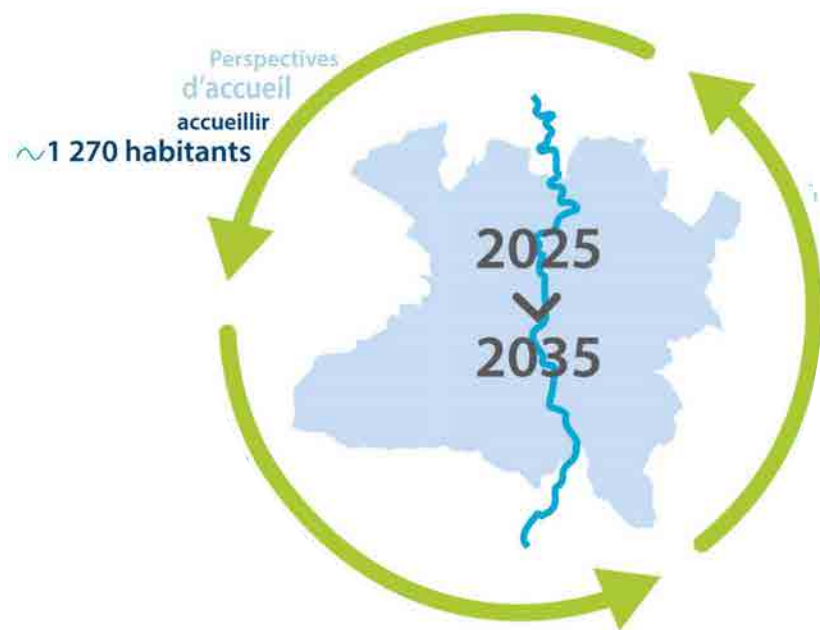 Perspectives
d'accueil
accueillir
~1 270 habitants
2025
2035